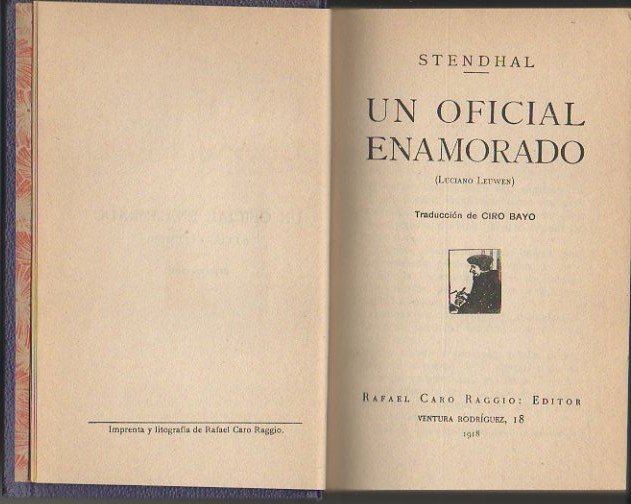 Imprenta y litografía de Rafael Caro Raggio.
STENDHAL
UN OFICIAL
ENAMORADO
(Luciano Leuwen)
Traducción de CIRO BAYO
Rafael Caro Raggio: Editor
VENTURA RODRÍGUEZ, 18
1918